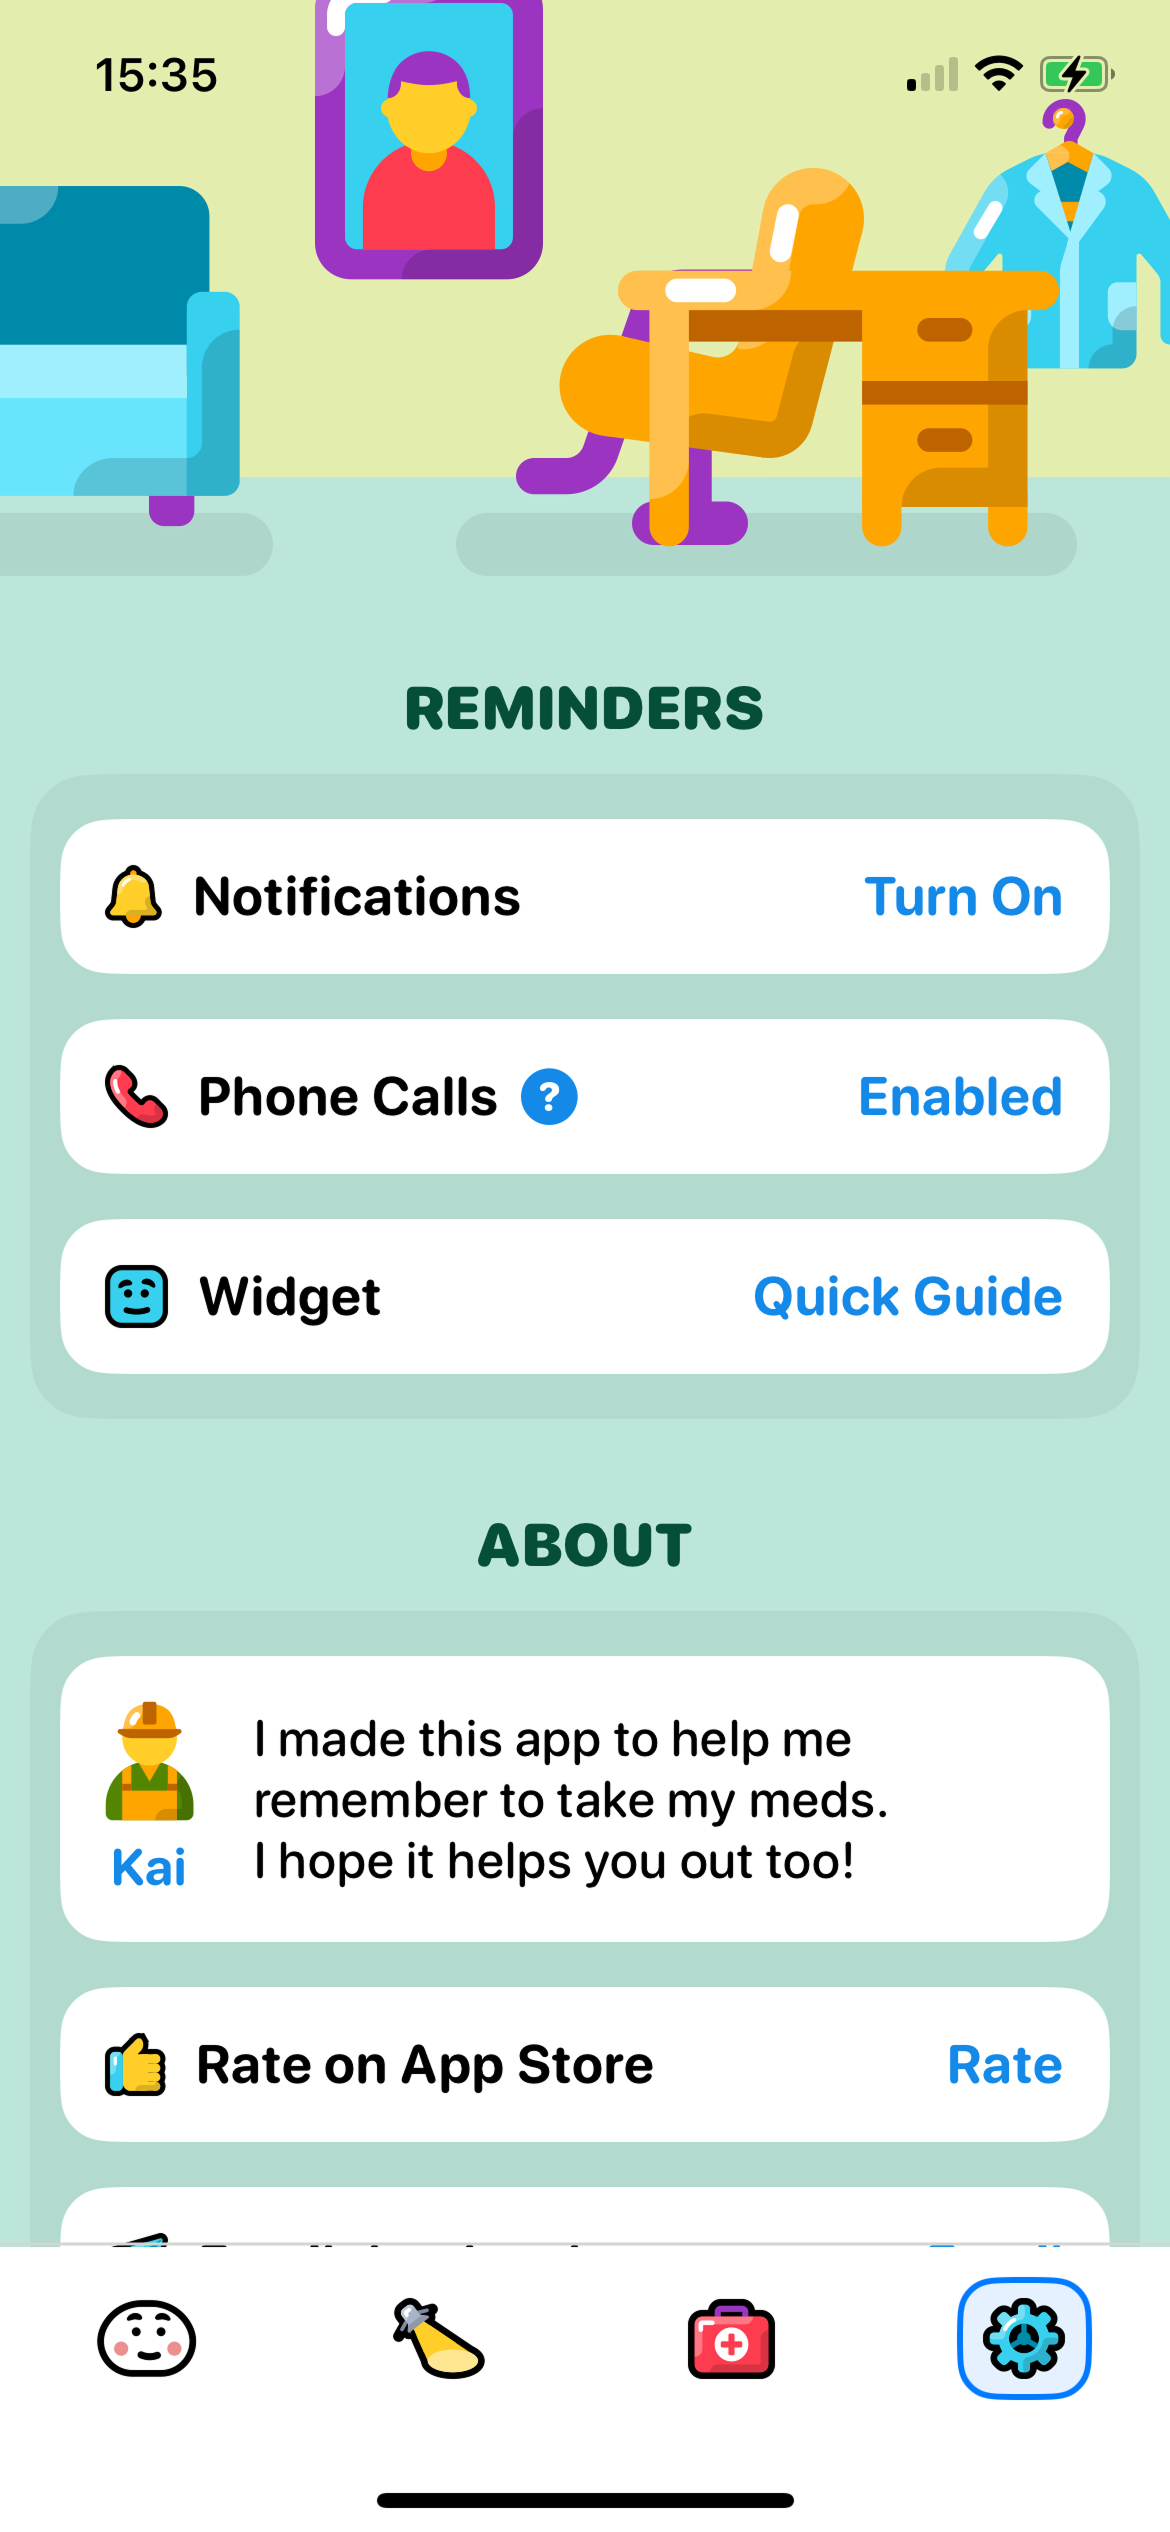 15:35
REMINDERS
Notifications Turn On
Phone Calls ? Enabled
Widget Quick Guide
ABOUT
I made this app to help me
remember to take my meds.
Kai I hope it helps you out too!
Rate on App Store Rate